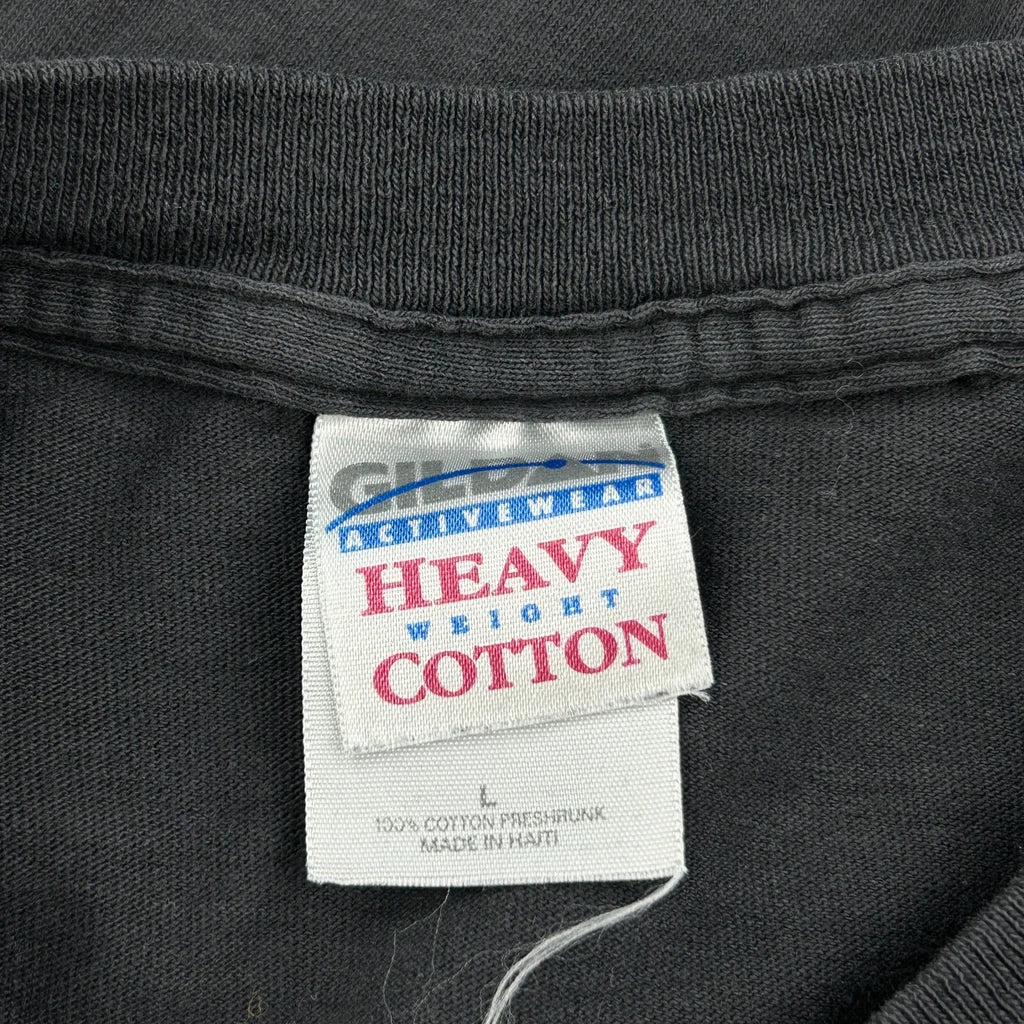 GILDAN
ACTIVEWEAR
HEAVY
WEIGHT
COTTON
L
100% COTTON PRESHRUNK
MADE IN HAITI